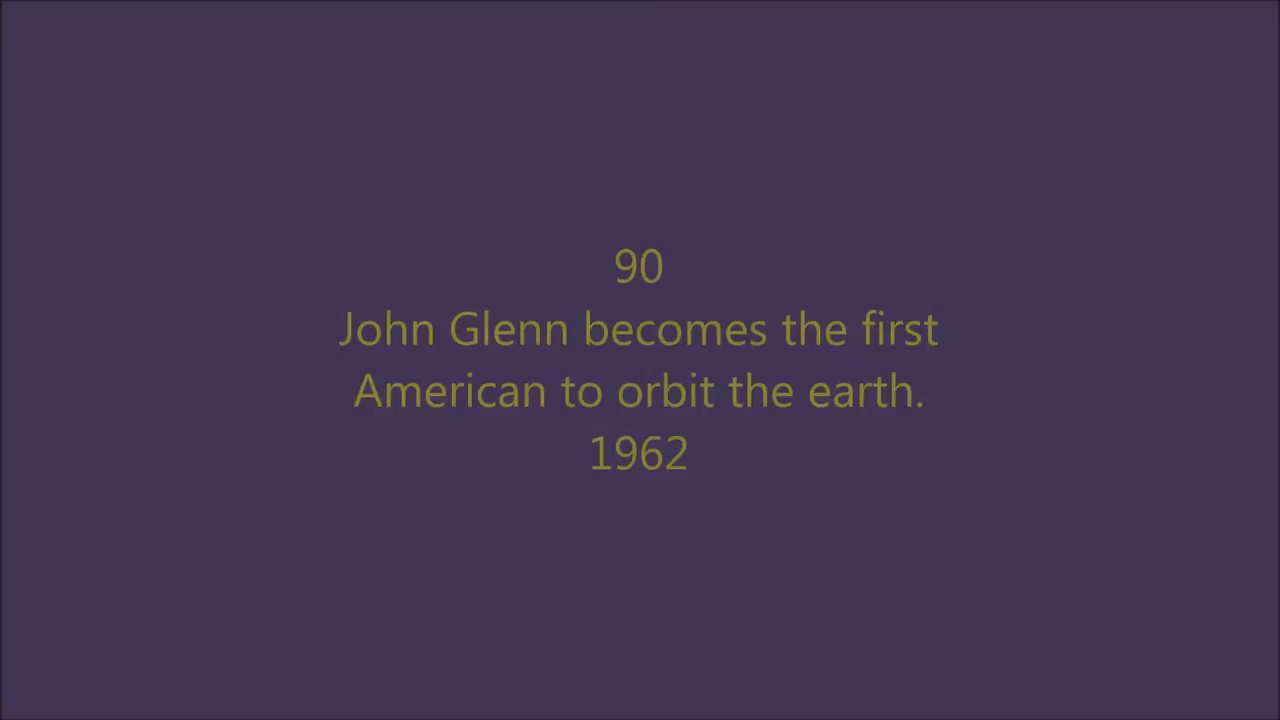 90
John Glenn becomes the first
American to orbit the earth.
1962